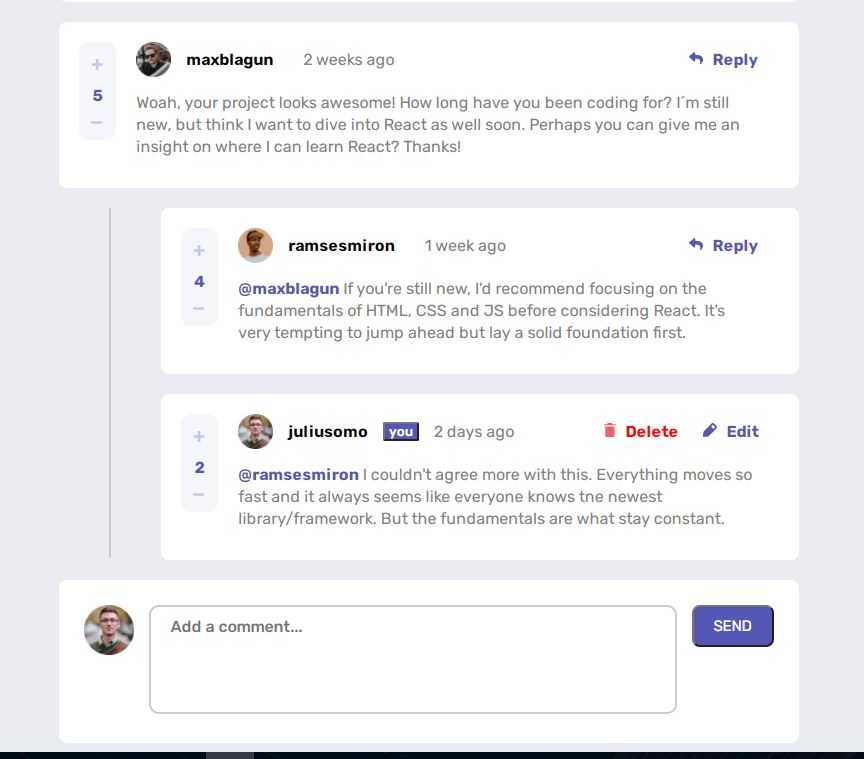 +
5
−
maxblagun 2 weeks ago Reply
Woah, your project looks awesome! How long have you been coding for? I´m still
new, but think I want to dive into React as well soon. Perhaps you can give me an
insight on where I can learn React? Thanks!
+
4
−
ramsesmiron 1 week ago Reply
@maxblagun If you're still new, I'd recommend focusing on the
fundamentals of HTML, CSS and JS before considering React. It's
very tempting to jump ahead but lay a solid foundation first.
+
2
−
juliusomo you 2 days ago Delete Edit
@ramsesmiron I couldn't agree more with this. Everything moves so
fast and it always seems like everyone knows tne newest
library/framework. But the fundamentals are what stay constant.
Add a comment...
SEND